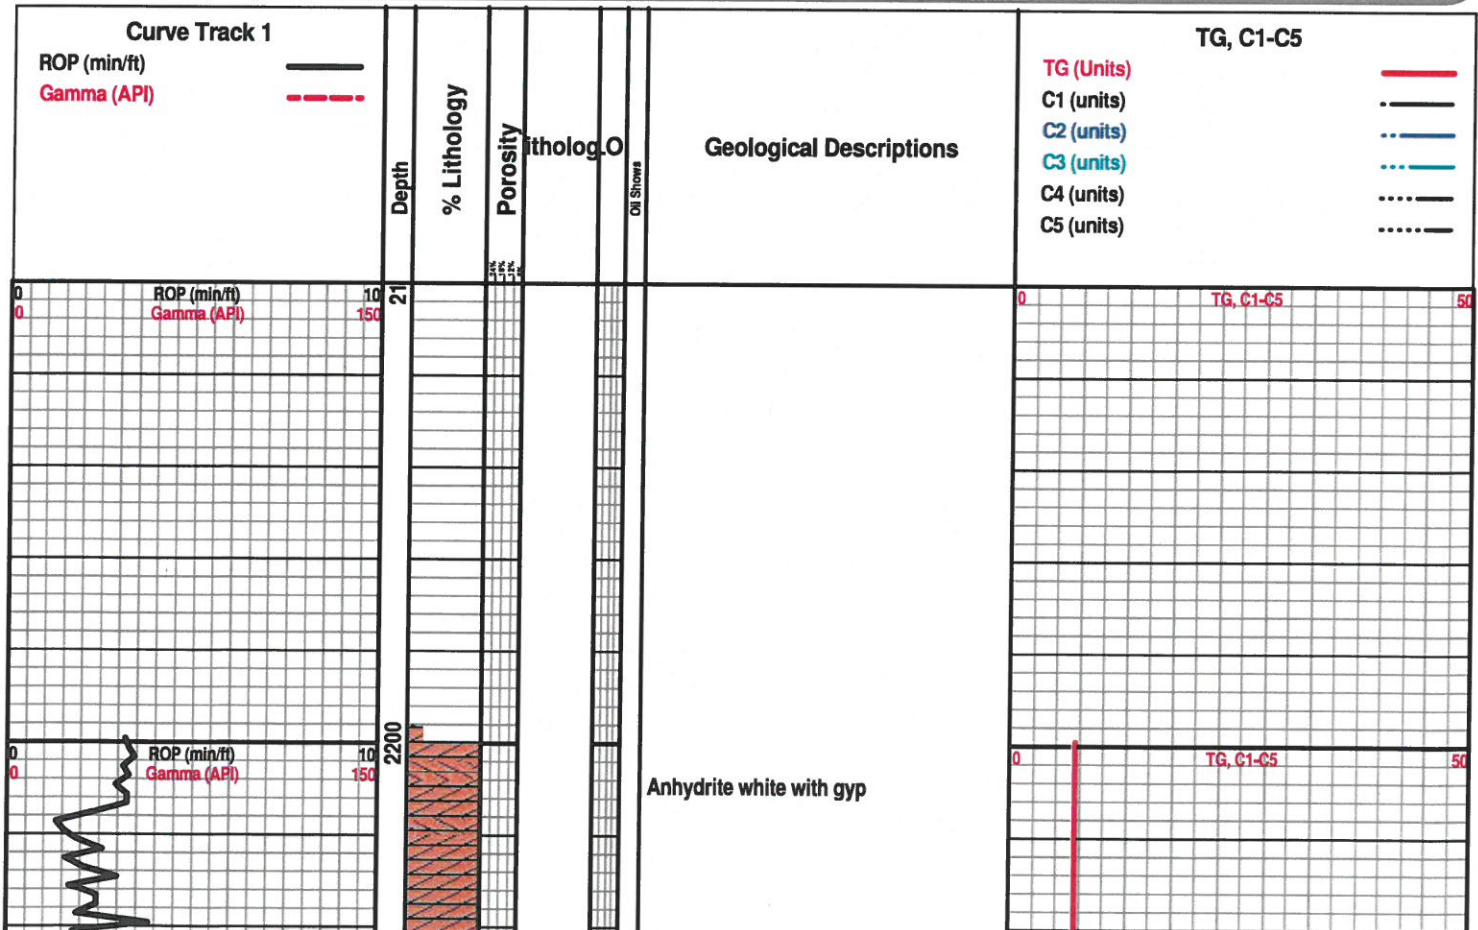 Curve Track 1
ROP (min/ft)
Gamma (API)
Depth
% Lithology
Porosity
24%
18%
12%
itholog
.O
Oil Shows
Geological Descriptions
TG, C1-C5
TG (Units)
C1 (units)
C2 (units)
C3 (units)
C4 (units)
C5 (units)
0 ROP (min/ft) 10
0 Gamma (API) 150
21
0 TG, C1-C5 50
2200
0 ROP (min/ft) 10
0 Gamma (API) 150
0 TG, C1-C5 50
Anhydrite white with gyp